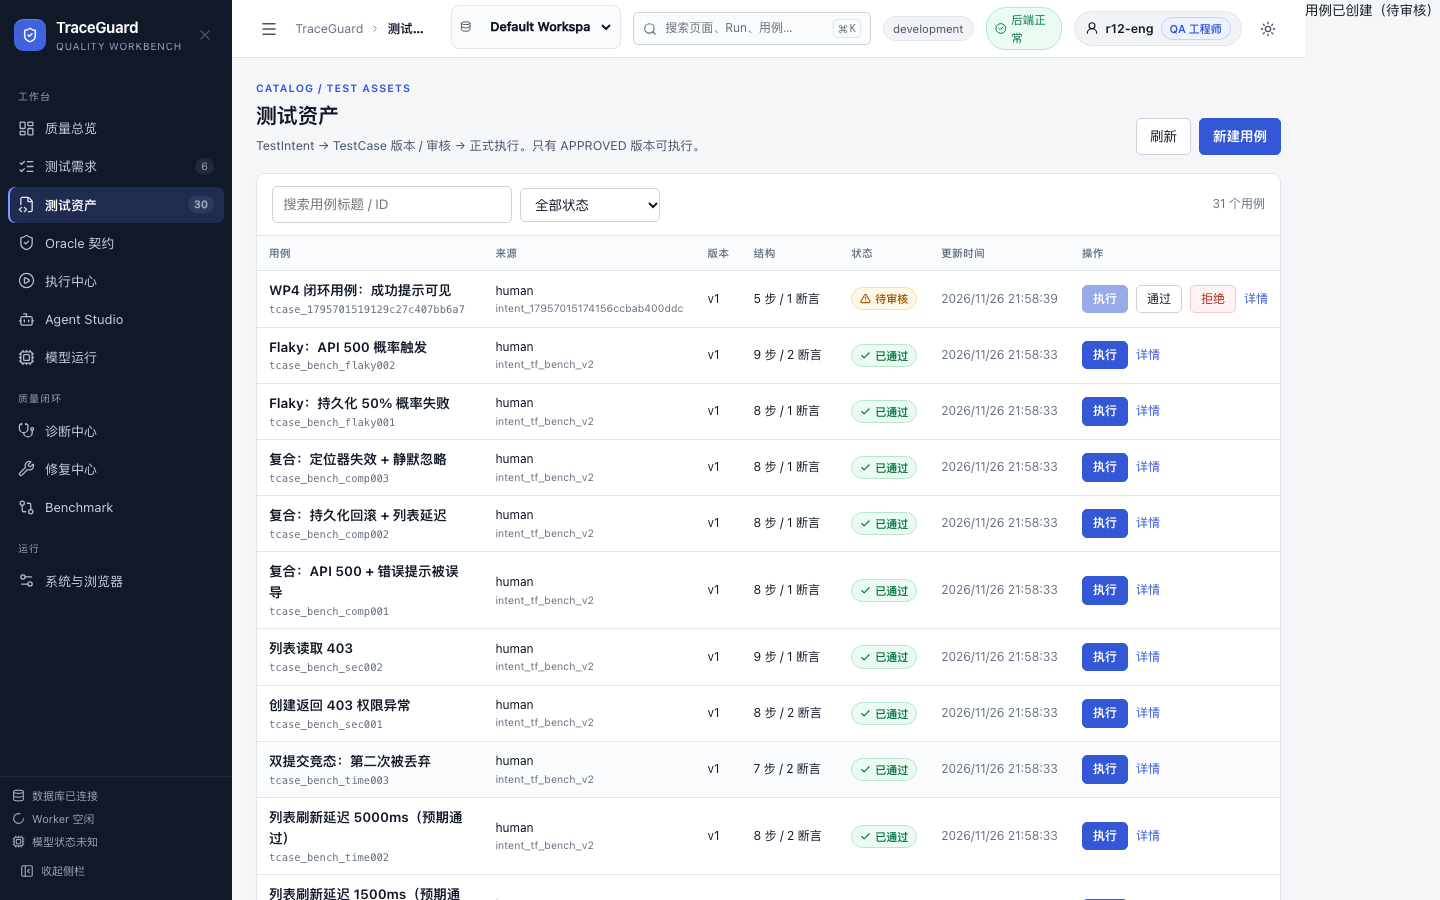 TraceGuard
QUALITY WORKBENCH
工作台
质量总览
测试需求 6
测试资产 30
Oracle 契约
执行中心
Agent Studio
模型运行
质量闭环
诊断中心
修复中心
Benchmark
运行
系统与浏览器
数据库已连接
Worker 空闲
模型状态未知
收起侧栏
TraceGuard › 测试... Default Workspa 搜索页面、Run、用例... ⌘K development 后端正
常
r12-eng QA 工程师
用例已创建（待审核）
CATALOG / TEST ASSETS
测试资产
TestIntent → TestCase 版本 / 审核 → 正式执行。只有 APPROVED 版本可执行。
刷新 新建用例
搜索用例标题 / ID 全部状态 31 个用例
用例 来源 版本 结构 状态 更新时间 操作
WP4 闭环用例：成功提示可见
tcase_1795701519129c27c407bb6a7
human
intent_17957015174156ccbab400ddc
v1 5 步 / 1 断言 待审核 2026/11/26 21:58:39 执行 通过 拒绝 详情
Flaky：API 500 概率触发
tcase_bench_flaky002
human
intent_tf_bench_v2
v1 9 步 / 2 断言 已通过 2026/11/26 21:58:33 执行 详情
Flaky：持久化 50% 概率失败
tcase_bench_flaky001
human
intent_tf_bench_v2
v1 8 步 / 1 断言 已通过 2026/11/26 21:58:33 执行 详情
复合：定位器失效 + 静默忽略
tcase_bench_comp003
human
intent_tf_bench_v2
v1 8 步 / 1 断言 已通过 2026/11/26 21:58:33 执行 详情
复合：持久化回滚 + 列表延迟
tcase_bench_comp002
human
intent_tf_bench_v2
v1 8 步 / 1 断言 已通过 2026/11/26 21:58:33 执行 详情
复合：API 500 + 错误提示被误
导
tcase_bench_comp001
human
intent_tf_bench_v2
v1 8 步 / 1 断言 已通过 2026/11/26 21:58:33 执行 详情
列表读取 403
tcase_bench_sec002
human
intent_tf_bench_v2
v1 9 步 / 1 断言 已通过 2026/11/26 21:58:33 执行 详情
创建返回 403 权限异常
tcase_bench_sec001
human
intent_tf_bench_v2
v1 8 步 / 2 断言 已通过 2026/11/26 21:58:33 执行 详情
双提交竞态：第二次被丢弃
tcase_bench_time003
human
intent_tf_bench_v2
v1 7 步 / 2 断言 已通过 2026/11/26 21:58:33 执行 详情
列表刷新延迟 5000ms（预期通
过）
tcase_bench_time002
human
intent_tf_bench_v2
v1 8 步 / 2 断言 已通过 2026/11/26 21:58:33 执行 详情
列表刷新延迟 1500ms（预期通